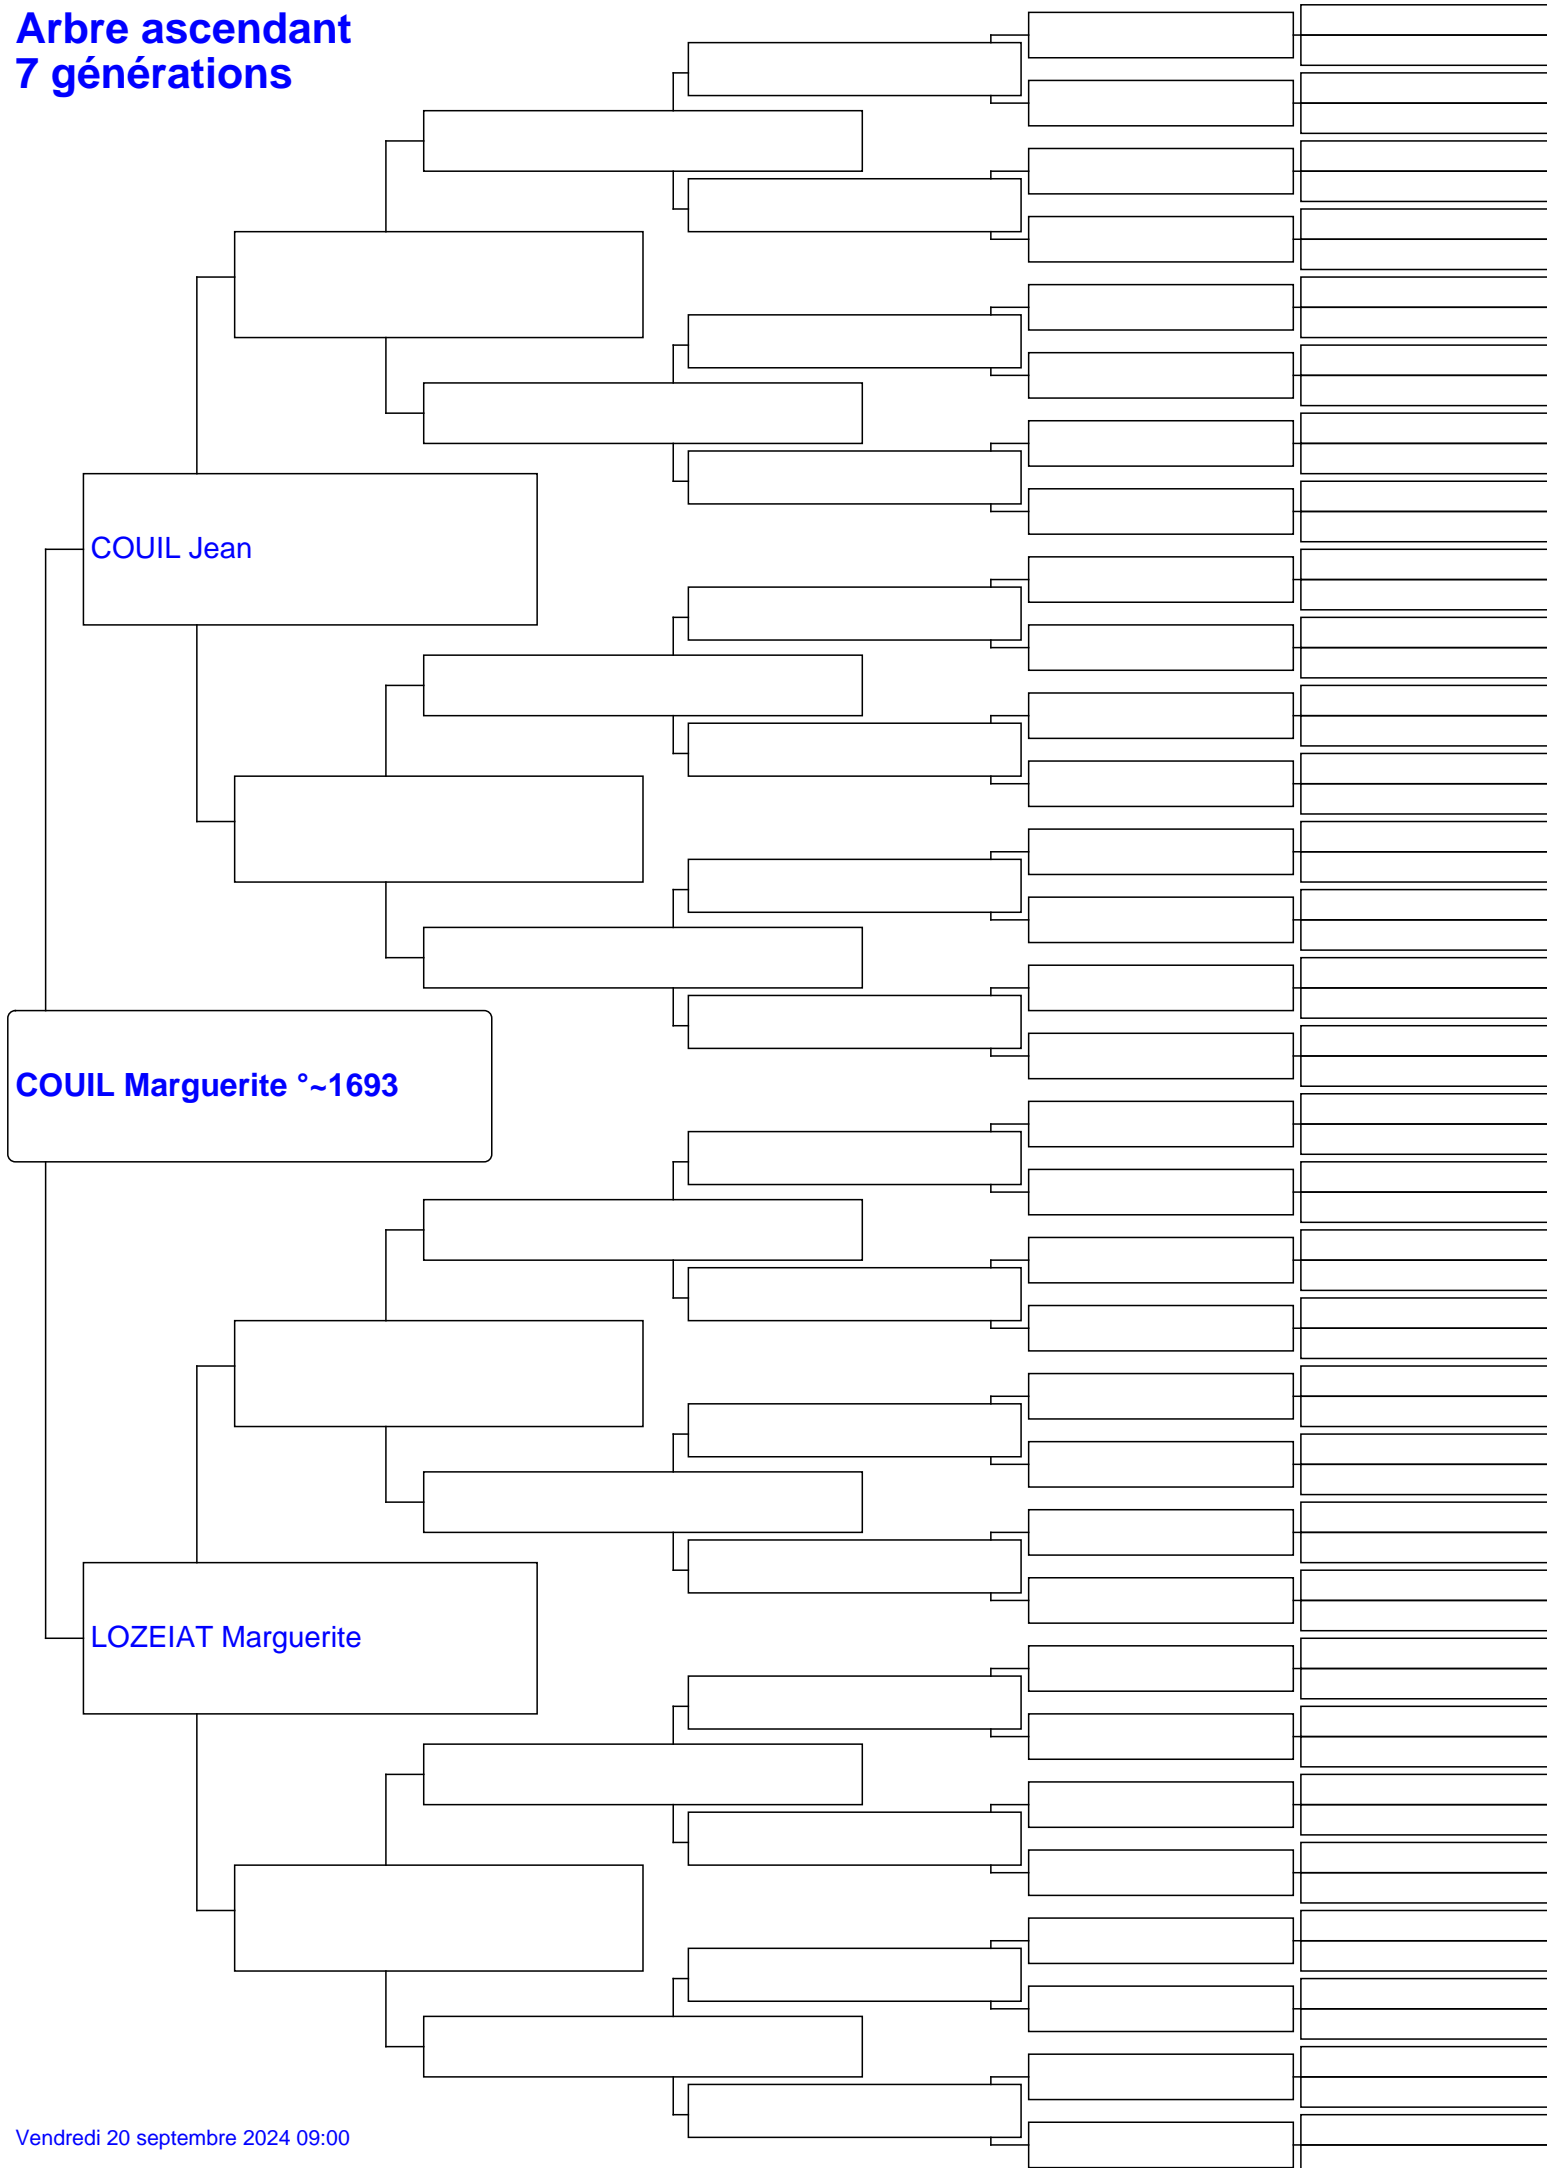 Arbre ascendant
7 générations
COUIL Jean
COUIL Marguerite °~1693
LOZEIAT Marguerite
Vendredi 20 septembre 2024 09:00